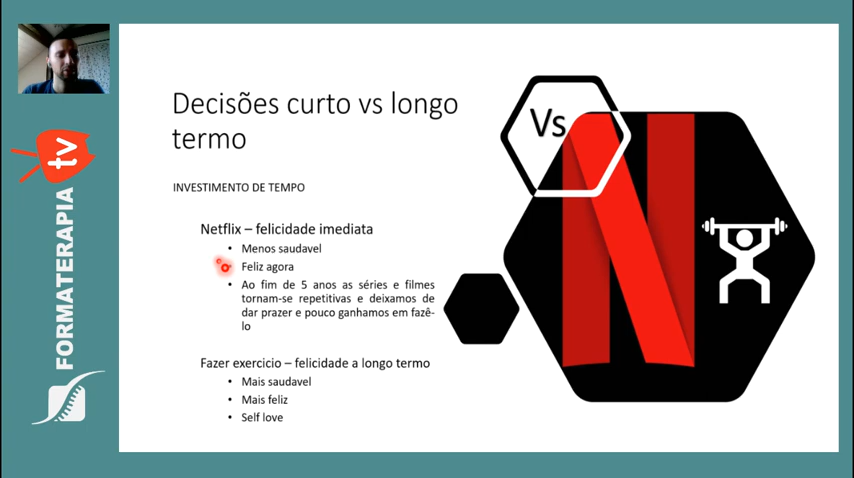 Decisões curto vs longo
termo
Vs
INVESTIMENTO DE TEMPO
Netflix – felicidade imediata
• Menos saudavel
• Feliz agora
• Ao fim de 5 anos as séries e filmes
tornam-se repetitivas e deixamos de
dar prazer e pouco ganhamos em fazê-
lo
Fazer exercicio – felicidade a longo termo
• Mais saudavel
• Mais feliz
• Self love
FORMATERAPIA tv
N